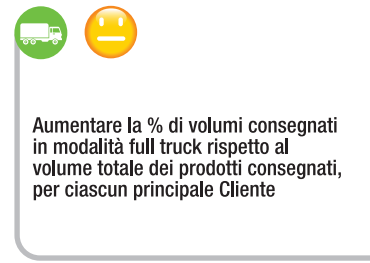 Aumentare la % di volumi consegnati
in modalità full truck rispetto al
volume totale dei prodotti consegnati,
per ciascun principale Cliente